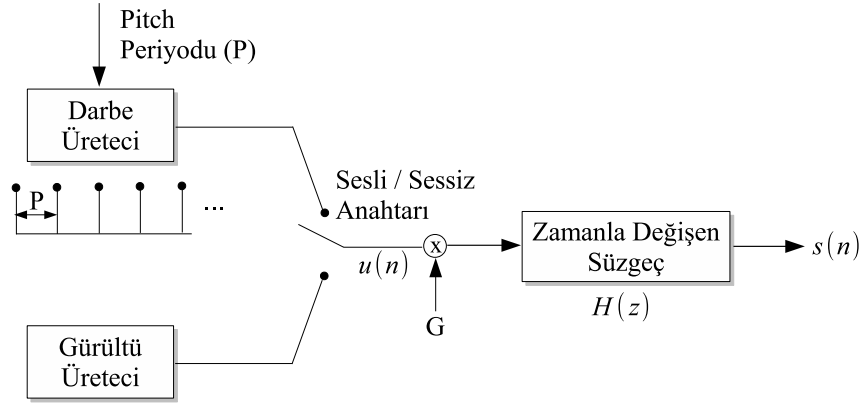 Pitch
Periyodu (P)
Darbe
Üreteci
P
...
Sesli / Sessiz
Anahtarı
u(n)
x
G
Zamanla Değişen
Süzgeç
H(z)
s(n)
Gürültü
Üreteci